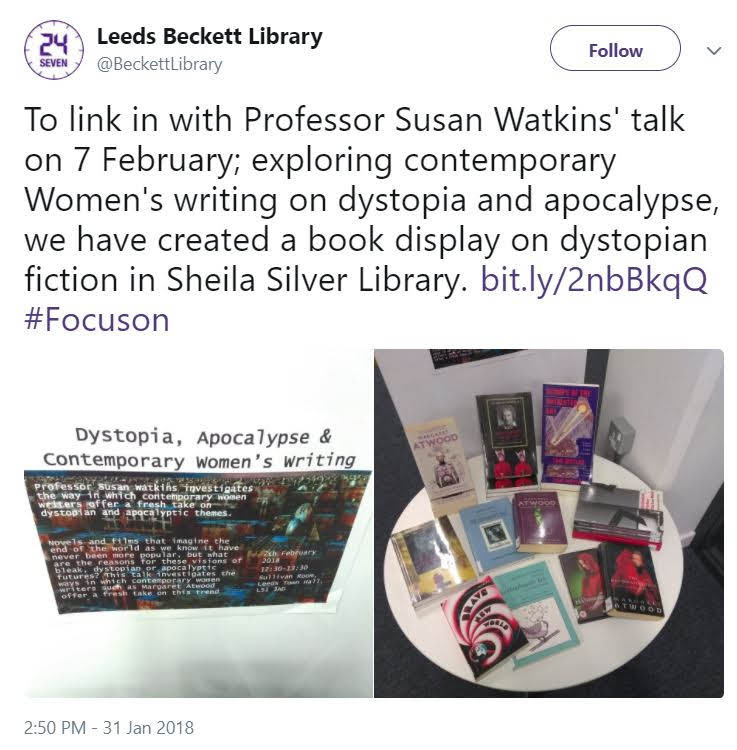 24
SEVEN
Leeds Beckett Library
@BeckettLibrary
Follow
To link in with Professor Susan Watkins' talk
on 7 February; exploring contemporary
Women's writing on dystopia and apocalypse,
we have created a book display on dystopian
fiction in Sheila Silver Library. bit.ly/2nbBkqQ
#Focuson
Dystopia, Apocalypse &
Contemporary Women's Writing
Professor Susan Watkins investigates
the way in which contemporary women
writers offer a fresh take on
dystopian and apocalyptic themes.
Novels and films that imagine the
end of the world as we know it have
never been more popular, but what
are the reasons for these visions of
bleak, dystopian or apocalyptic
futures? This talk investigates the
ways in which contemporary women
writers such as Margaret Atwood
offer a fresh take on this trend.
7th February
2018
12:30-13:30
Sullivan Room,
Leeds Town Hall,
LS1 3AD
MARGARET
ATWOOD
ATWOOD
BRAVE
NEW
WORLD
MARGARET
ATWOOD
2:50 PM - 31 Jan 2018